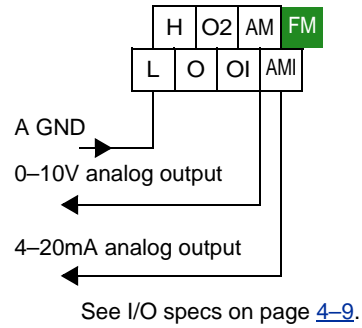 H O2 AM FM
L O OI AMI
A GND
0–10V analog output
4–20mA analog output
See I/O specs on page 4–9.